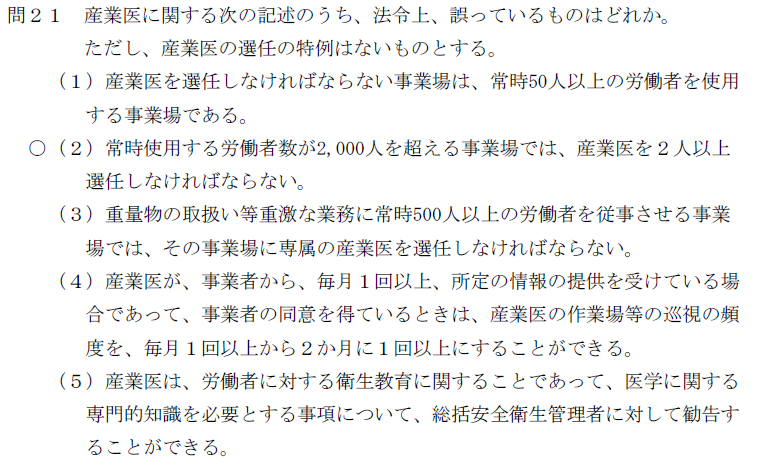 問２１　産業医に関する次の記述のうち、法令上、誤っているものはどれか。
ただし、産業医の選任の特例はないものとする。
（１）産業医を選任しなければならない事業場は、常時50人以上の労働者を使用
する事業場である。
○（２）常時使用する労働者数が2,000人を超える事業場では、産業医を２人以上
選任しなければならない。
（３）重量物の取扱い等重激な業務に常時500人以上の労働者を従事させる事業
場では、その事業場に専属の産業医を選任しなければならない。
（４）産業医が、事業者から、毎月１回以上、所定の情報の提供を受けている場
合であって、事業者の同意を得ているときは、産業医の作業場等の巡視の頻
度を、毎月１回以上から２か月に１回以上にすることができる。
（５）産業医は、労働者に対する衛生教育に関することであって、医学に関する
専門的知識を必要とする事項について、総括安全衛生管理者に対して勧告す
ることができる。